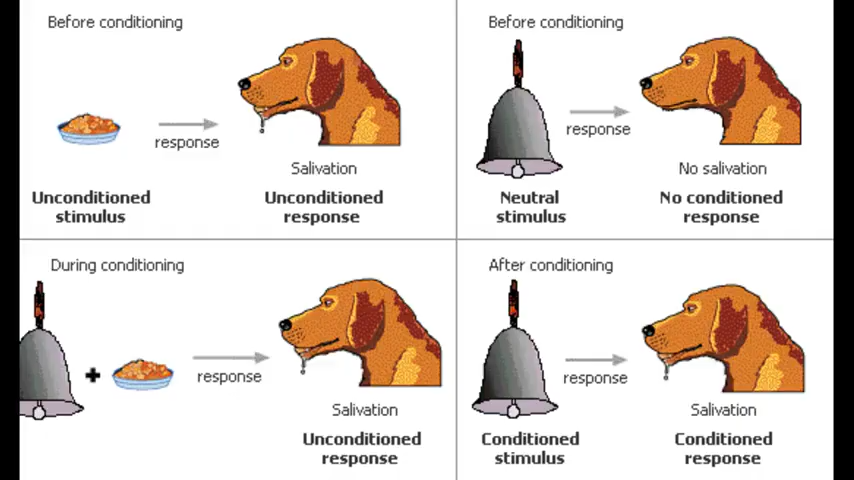 Before conditioning
response
Salivation
Unconditioned
stimulus
Unconditioned
response
Before conditioning
response
No salivation
Neutral
stimulus
No conditioned
response
During conditioning
+
response
Salivation
Unconditioned
response
After conditioning
response
Salivation
Conditioned
stimulus
Conditioned
response